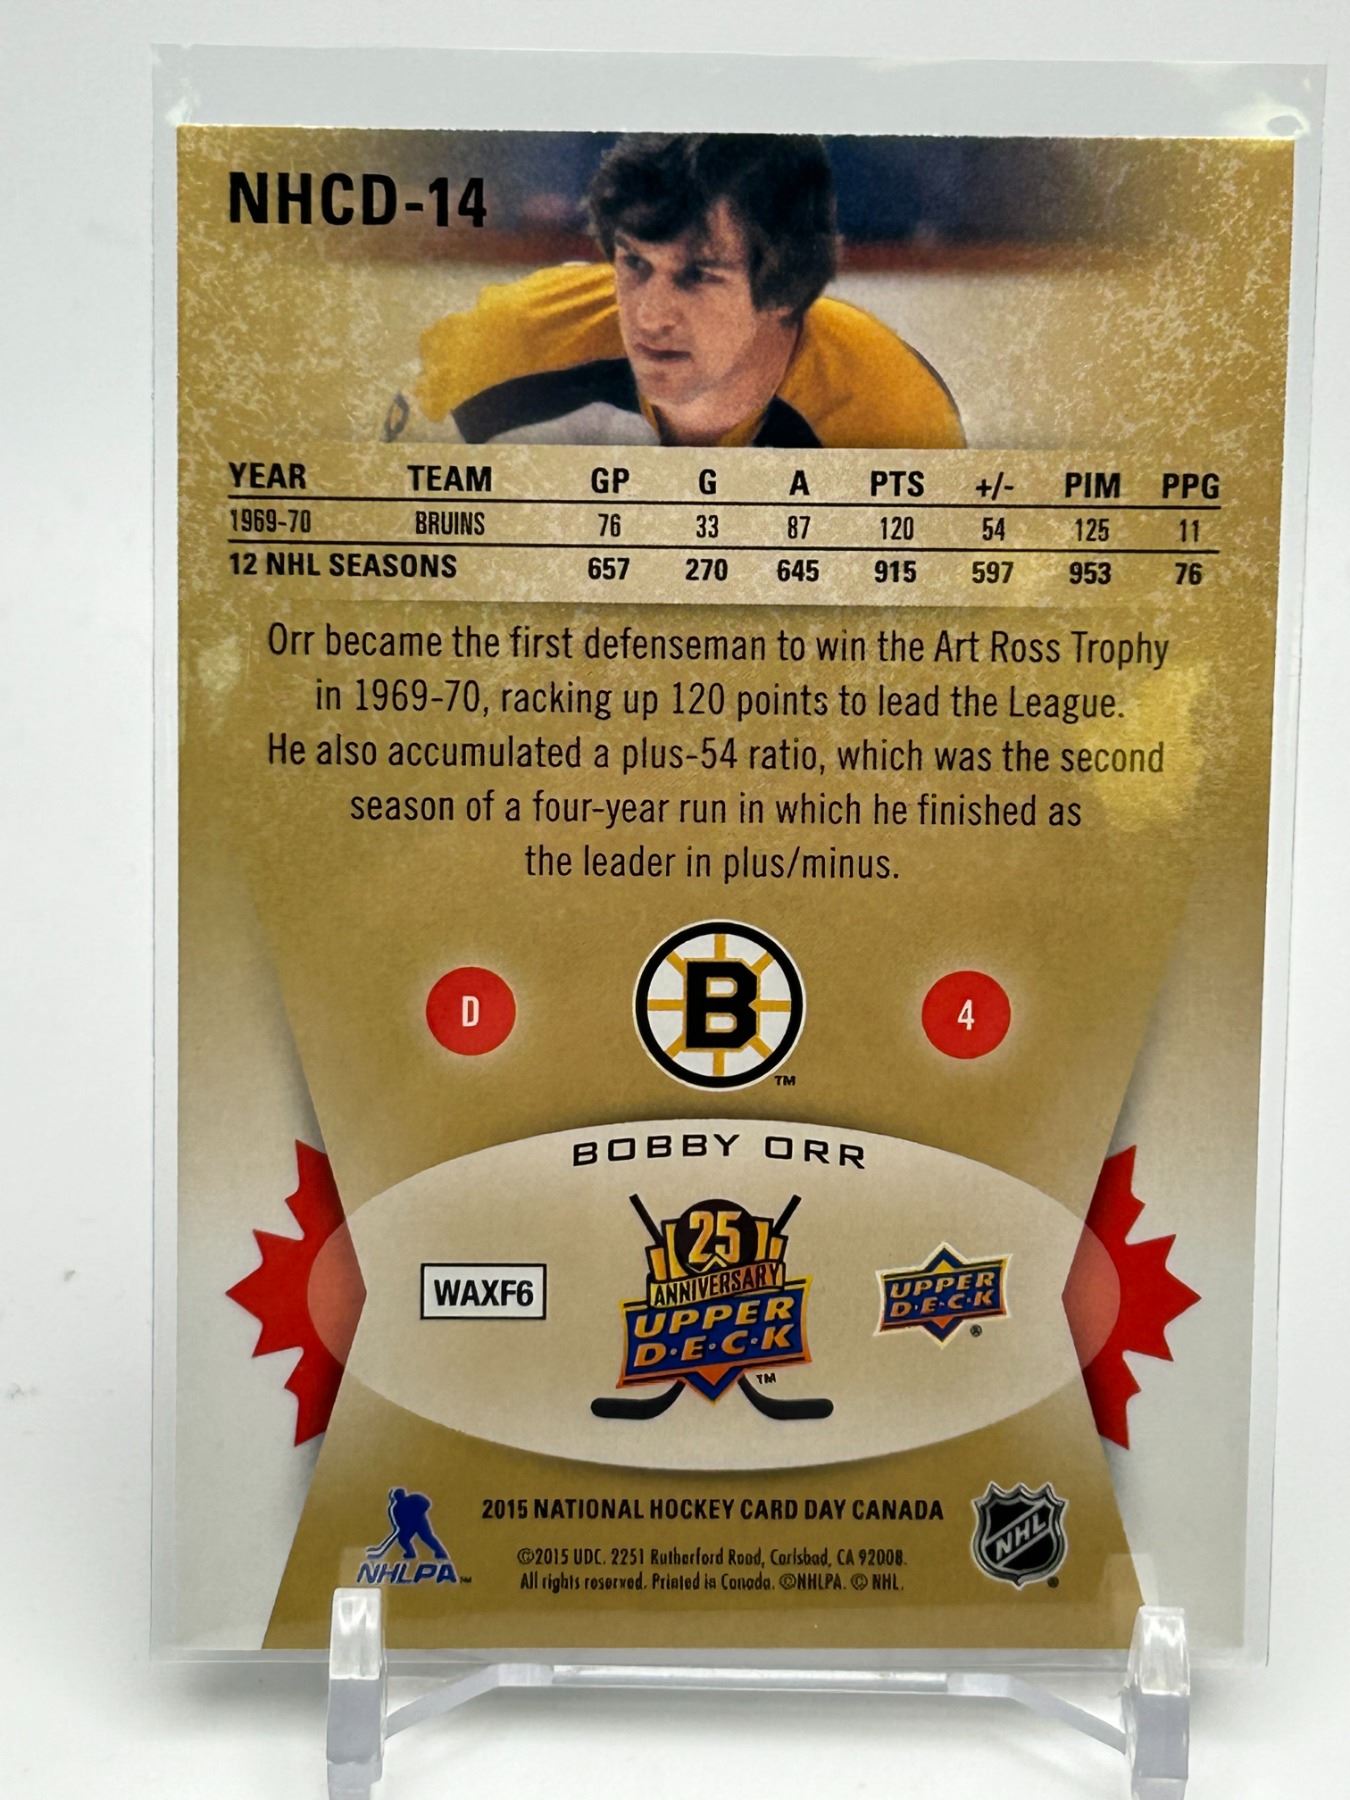 NHCD-14
YEAR TEAM GP G A PTS +/- PIM PPG
1969-70 BRUINS 76 33 87 120 54 125 11
12 NHL SEASONS 657 270 645 915 597 953 76
Orr became the first defenseman to win the Art Ross Trophy
in 1969-70, racking up 120 points to lead the League.
He also accumulated a plus-54 ratio, which was the second
season of a four-year run in which he finished as
the leader in plus/minus.
D B 4
TM
BOBBY ORR
25
ANNIVERSARY
UPPER
D·E·C·K
TM
WAXF6
UPPER
D·E·C·K
®
2015 NATIONAL HOCKEY CARD DAY CANADA
©2015 UDC. 2251 Rutherford Road, Carlsbad, CA 92008.
All rights reserved. Printed in Canada. ©NHLPA. © NHL.
NHLPA TM
NHL ®